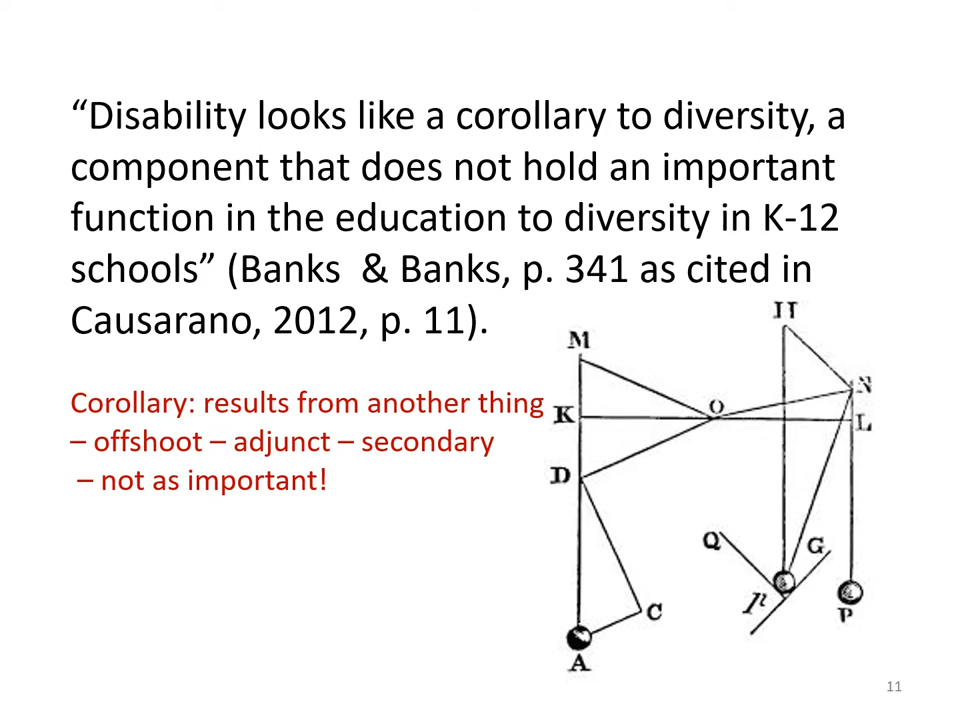 “Disability looks like a corollary to diversity, a
component that does not hold an important
function in the education to diversity in K-12
schools” (Banks  & Banks, p. 341 as cited in
Causarano, 2012, p. 11).
Corollary: results from another thing
– offshoot – adjunct – secondary
– not as important!
M
H
K
O
N
L
D
Q
G
p
P
C
A
11